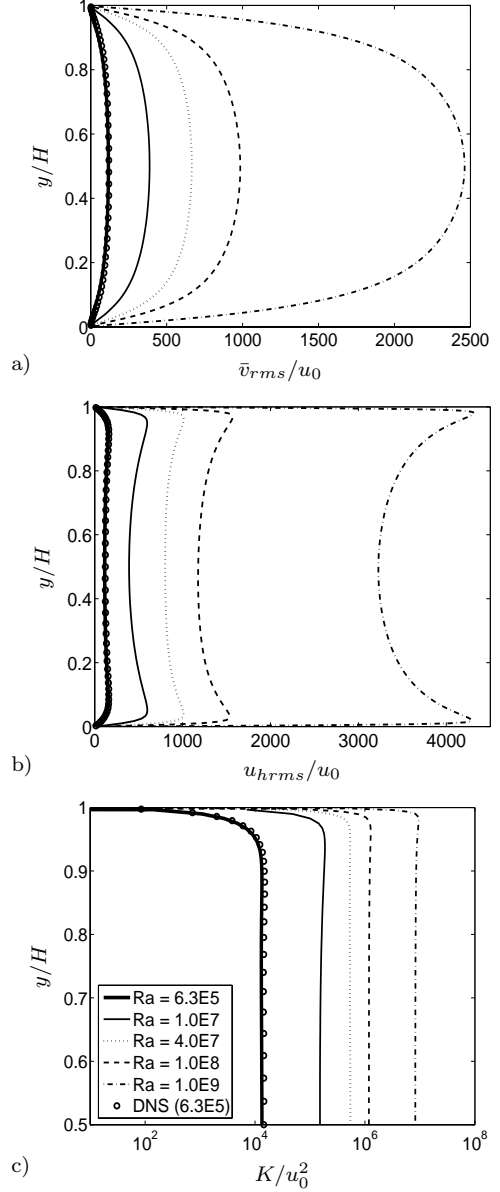 1
0.8
0.6
0.4
0.2
0
y/H
0 500 1000 1500 2000 2500
v̄_rms/u_0
a)
1
0.8
0.6
0.4
0.2
0
y/H
0 1000 2000 3000 4000
u_hrms/u_0
b)
1
0.9
0.8
0.7
0.6
0.5
y/H
Ra = 6.3E5
Ra = 1.0E7
Ra = 4.0E7
Ra = 1.0E8
Ra = 1.0E9
DNS (6.3E5)
10^2 10^4 10^6 10^8
K/u_0^2
c)